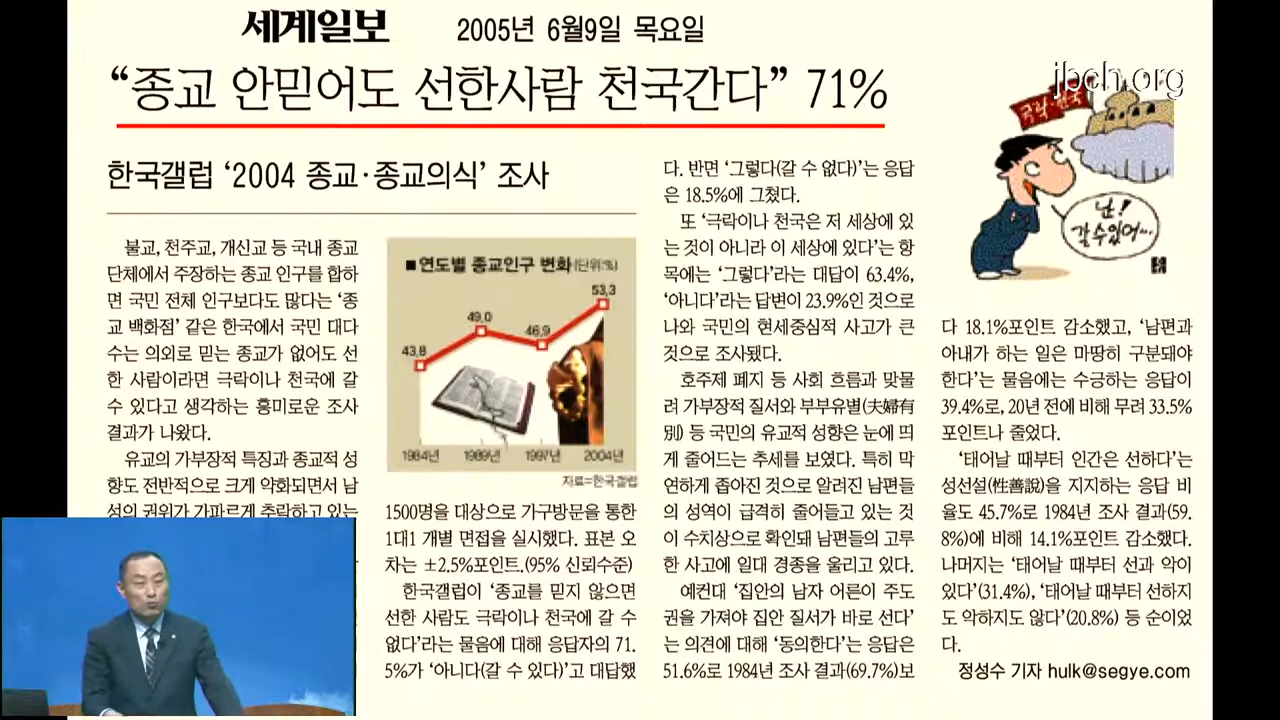 세계일보
2005년 6월9일 목요일
“종교 안믿어도 선한사람 천국간다” 71%
jbch.org
한국갤럽 ‘2004 종교·종교의식’ 조사
불교, 천주교, 개신교 등 국내 종교
단체에서 주장하는 종교 인구를 합하
면 국민 전체 인구보다도 많다는 ‘종
교 백화점’ 같은 한국에서 국민 대다
수는 의외로 믿는 종교가 없어도 선
한 사람이라면 극락이나 천국에 갈
수 있다고 생각하는 흥미로운 조사
결과가 나왔다.
유교의 가부장적 특징과 종교적 성
향도 전반적으로 크게 약화되면서 남
성의 권위가 가파르게 추락하고 있는
■연도별 종교인구 변화(단위:%)
43.8
49.0
46.9
53.3
1984년
1989년
1997년
2004년
자료=한국갤럽
1500명을 대상으로 가구방문을 통한
1대1 개별 면접을 실시했다. 표본 오
차는 ±2.5%포인트.(95% 신뢰수준)
한국갤럽이 ‘종교를 믿지 않으면
선한 사람도 극락이나 천국에 갈 수
없다’라는 물음에 대해 응답자의 71.
5%가 ‘아니다(갈 수 있다)’고 대답했
다. 반면 ‘그렇다(갈 수 없다)’는 응답
은 18.5%에 그쳤다.
또 ‘극락이나 천국은 저 세상에 있
는 것이 아니라 이 세상에 있다’는 항
목에는 ‘그렇다’라는 대답이 63.4%,
‘아니다’라는 답변이 23.9%인 것으로
나와 국민의 현세중심적 사고가 큰
것으로 조사됐다.
호주제 폐지 등 사회 흐름과 맞물
려 가부장적 질서와 부부유별(夫婦有
別) 등 국민의 유교적 성향은 눈에 띄
게 줄어드는 추세를 보였다. 특히 막
연하게 좁아진 것으로 알려진 남편들
의 성역이 급격히 줄어들고 있는 것
이 수치상으로 확인돼 남편들의 고루
한 사고에 일대 경종을 울리고 있다.
예컨대 ‘집안의 남자 어른이 주도
권을 가져야 집안 질서가 바로 선다’
는 의견에 대해 ‘동의한다’는 응답은
51.6%로 1984년 조사 결과(69.7%)보
극락·천국
난!
갈수있어…
다 18.1%포인트 감소했고, ‘남편과
아내가 하는 일은 마땅히 구분돼야
한다’는 물음에는 수긍하는 응답이
39.4%로, 20년 전에 비해 무려 33.5%
포인트나 줄었다.
‘태어날 때부터 인간은 선하다’는
성선설(性善說)을 지지하는 응답 비
율도 45.7%로 1984년 조사 결과(59.
8%)에 비해 14.1%포인트 감소했다.
나머지는 ‘태어날 때부터 선과 악이
있다’(31.4%), ‘태어날 때부터 선하지
도 악하지도 않다’(20.8%) 등 순이었
다.
정성수 기자 hulk@segye.com